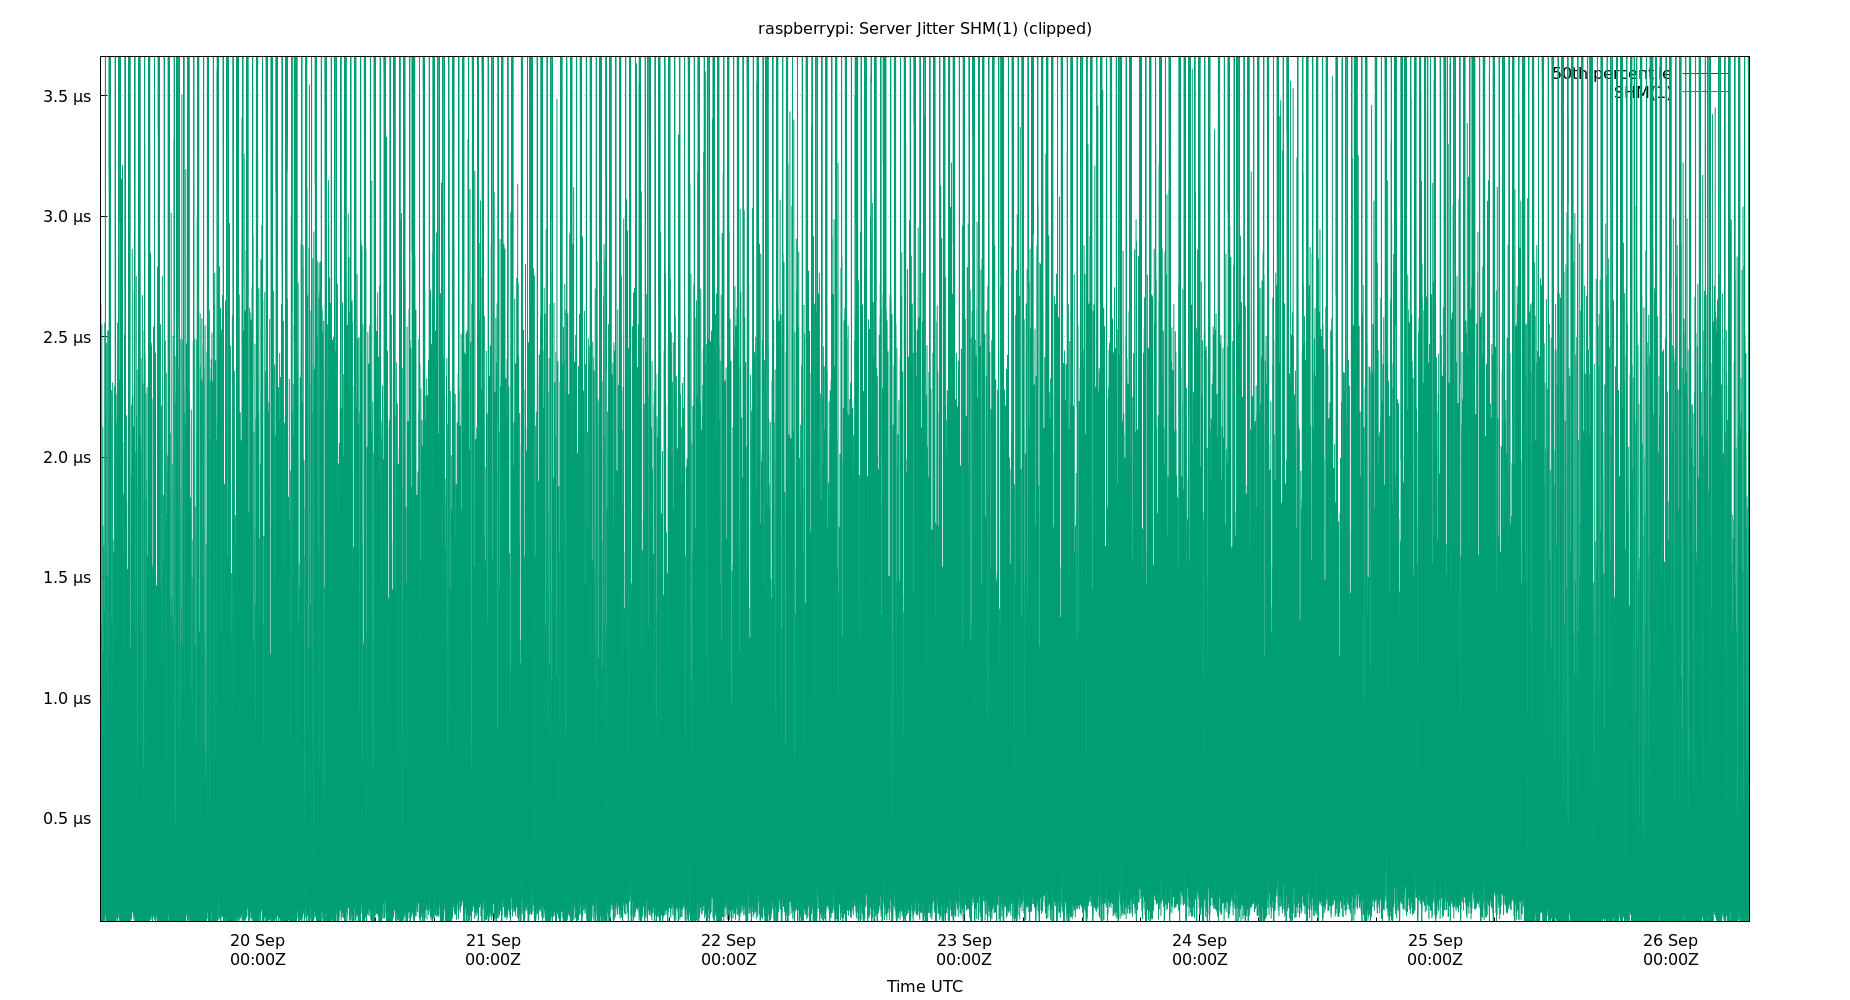 raspberrypi: Server Jitter SHM(1) (clipped)
50th percentile
SHM(1)
3.5 µs
3.0 µs
2.5 µs
2.0 µs
1.5 µs
1.0 µs
0.5 µs
20 Sep 21 Sep 22 Sep 23 Sep 24 Sep 25 Sep 26 Sep
00:00Z 00:00Z 00:00Z 00:00Z 00:00Z 00:00Z 00:00Z
Time UTC